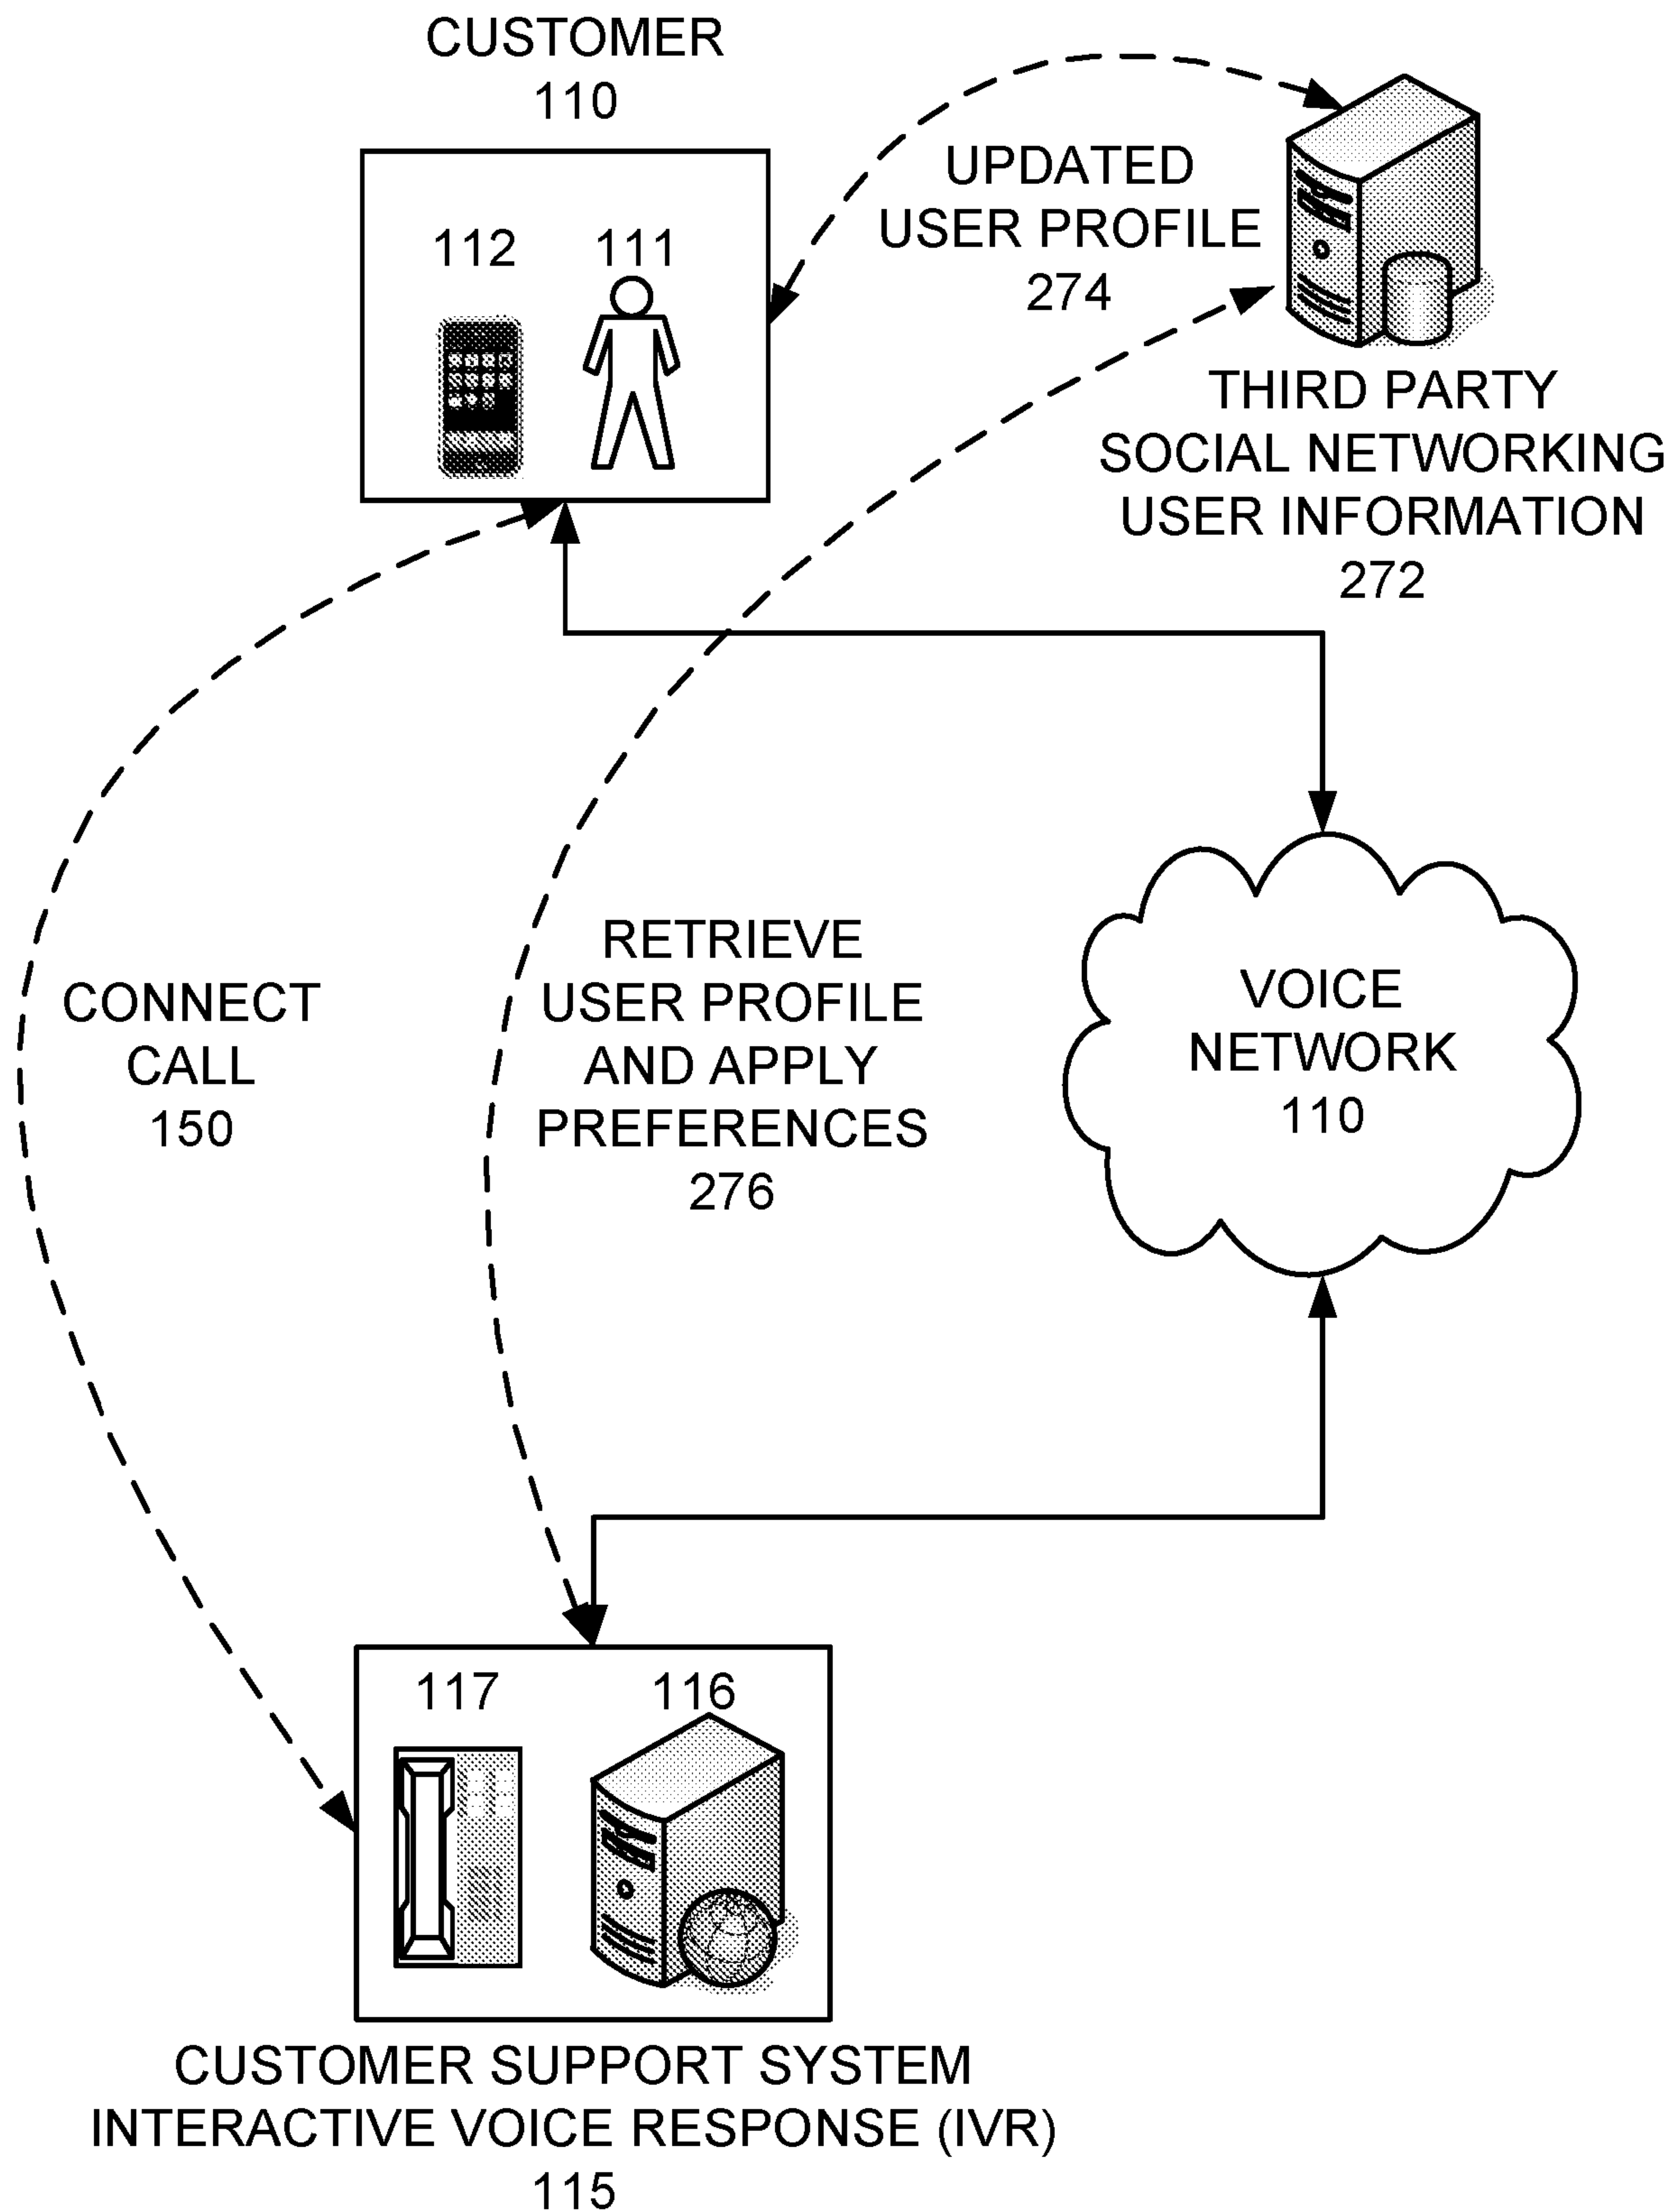 CUSTOMER
110
112
111
UPDATED
USER PROFILE
274
THIRD PARTY
SOCIAL NETWORKING
USER INFORMATION
272
CONNECT
CALL
150
RETRIEVE
USER PROFILE
AND APPLY
PREFERENCES
276
VOICE
NETWORK
110
117
116
CUSTOMER SUPPORT SYSTEM
INTERACTIVE VOICE RESPONSE (IVR)
115